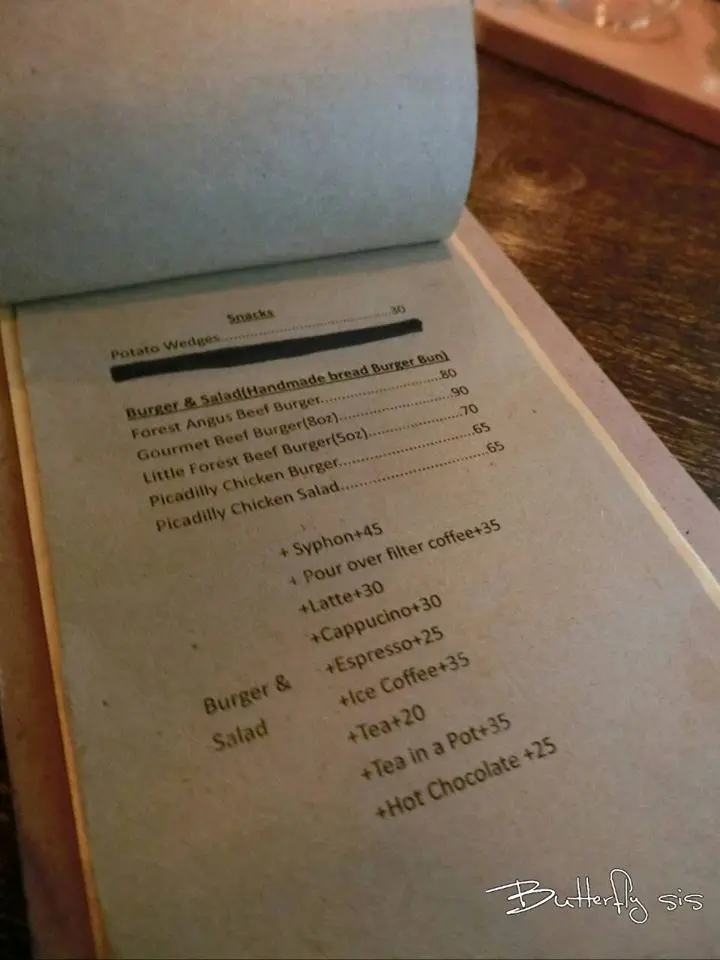 Snacks
Potato Wedges..............................................30
Burger & Salad(Handmade bread Burger Bun)
Forest Angus Beef Burger..............................80
Gourmet Beef Burger(8oz)............................90
Little Forest Beef Burger(5oz).......................70
Picadilly Chicken Burger.................................65
Picadilly Chicken Salad...................................65
+ Syphon+45
+ Pour over filter coffee+35
+Latte+30
+Cappucino+30
Burger & Salad
+Espresso+25
+Ice Coffee+35
+Tea+20
+Tea in a Pot+35
+Hot Chocolate +25
Butterfly sis